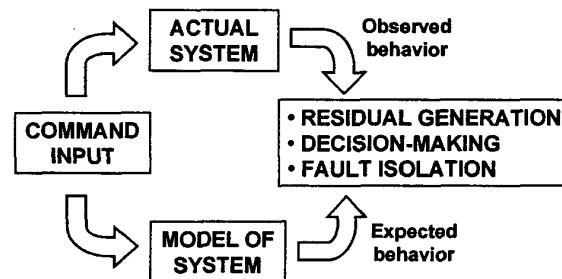 ACTUAL
SYSTEM
Observed
behavior
COMMAND
INPUT
• RESIDUAL GENERATION
• DECISION-MAKING
• FAULT ISOLATION
MODEL OF
SYSTEM
Expected
behavior